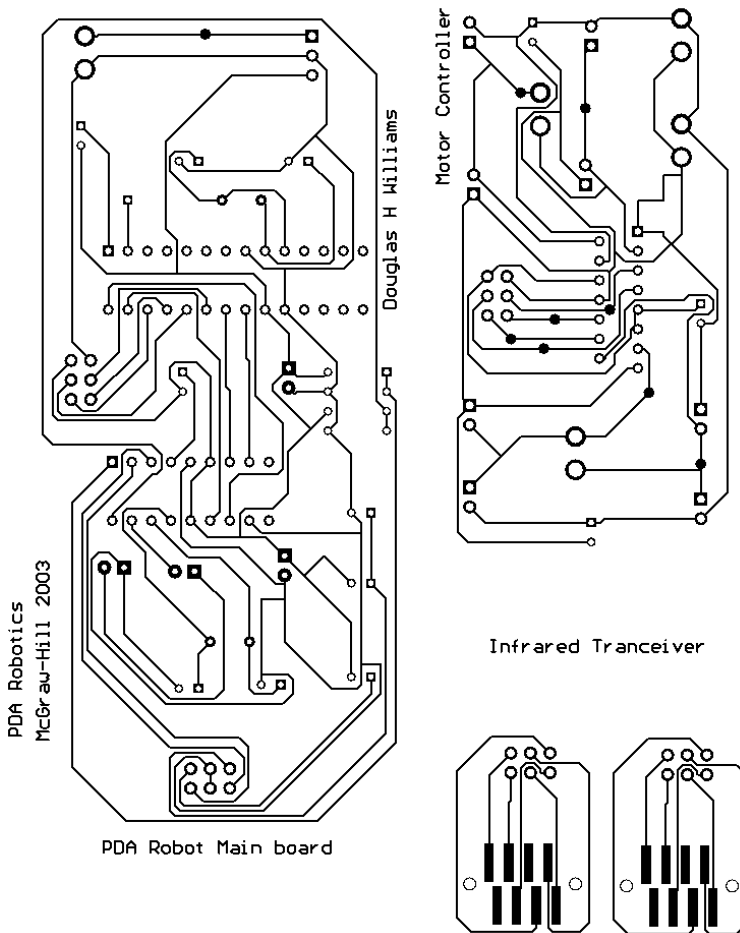 Motor Controller
Douglas H Williams
PDA Robotics
McGraw-Hill 2003
Infrared Tranceiver
PDA Robot Main board